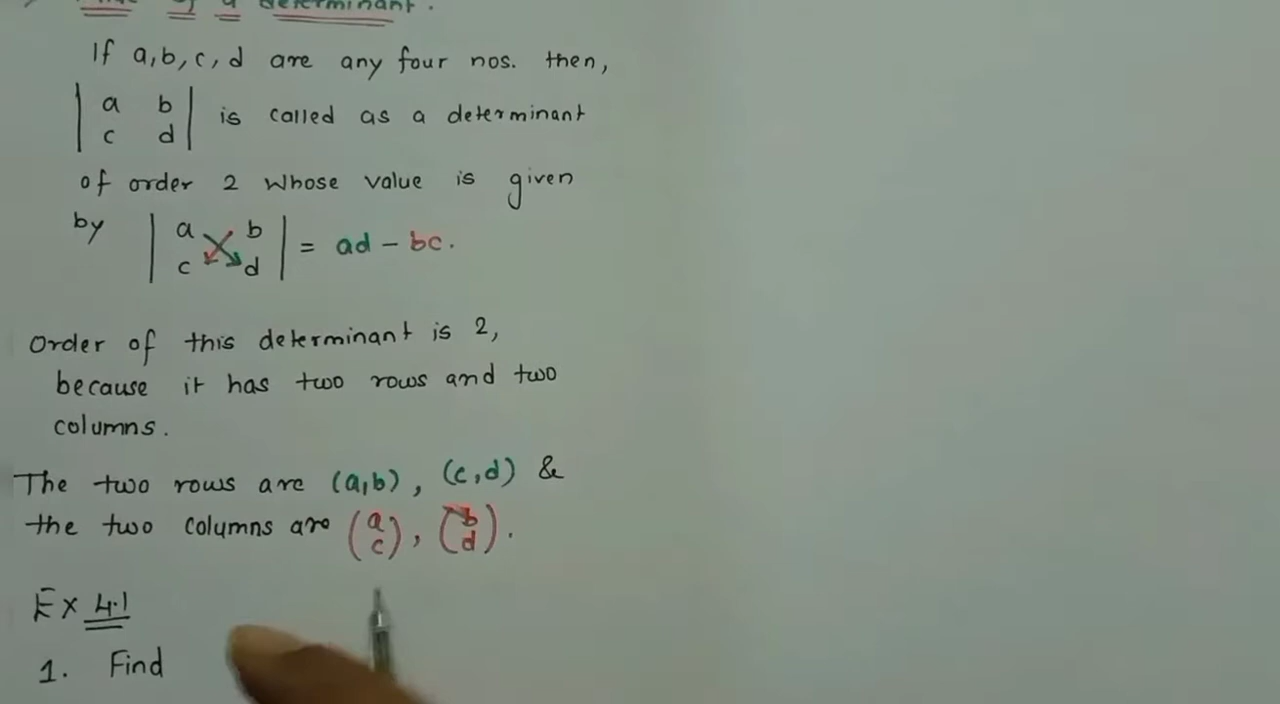 of a determinant.
If a,b,c,d are any four nos. then,
| a b | is called as a determinant
| c d |
of order 2 whose value is given
by | a b | = ad - bc.
| c d |
Order of this determinant is 2,
because it has two rows and two
columns.
The two rows are (a,b), (c,d) &
the two columns are (a c), (b d).
Ex 4.1
1. Find